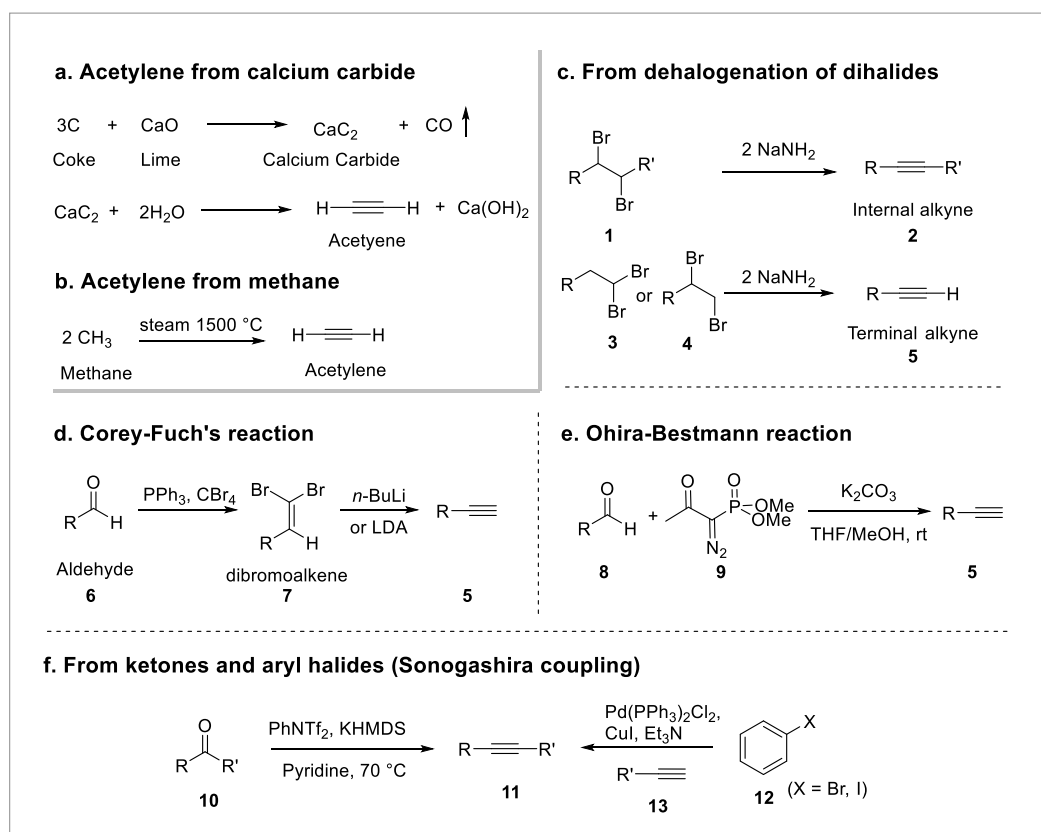 a. Acetylene from calcium carbide
3C + CaO CaC2 + CO
Coke Lime Calcium Carbide
CaC2 + 2H2O H H + Ca(OH)2
Acetyene
b. Acetylene from methane
2 CH3 steam 1500 °C H H
Methane Acetylene
c. From dehalogenation of dihalides
Br
R R' 2 NaNH2 R R'
Br Internal alkyne
1 2
Br
R Br or R 2 NaNH2 R H
Br Br Terminal alkyne
3 4 5
d. Corey-Fuch's reaction
O
R H PPh3, CBr4 Br Br n-BuLi R
or LDA
R H
Aldehyde dibromoalkene
6 7 5
e. Ohira-Bestmann reaction
O O O
R H + P OMe OMe K2CO3 R
N2 THF/MeOH, rt
8 9 5
f. From ketones and aryl halides (Sonogashira coupling)
O PhNTf2, KHMDS Pd(PPh3)2Cl2, X
R R' R R' CuI, Et3N
Pyridine, 70 °C R'
10 11 13 12 (X = Br, I)